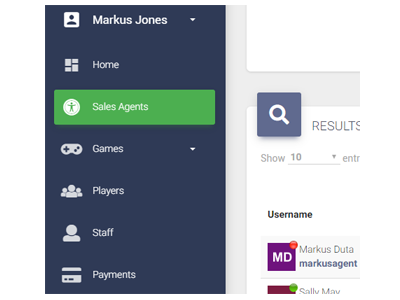 Markus Jones
Home
Sales Agents
Games
Players
Staff
Payments
RESULTS
Show 10 entr
Username
MD
Markus Duta
markusagent
Sally May